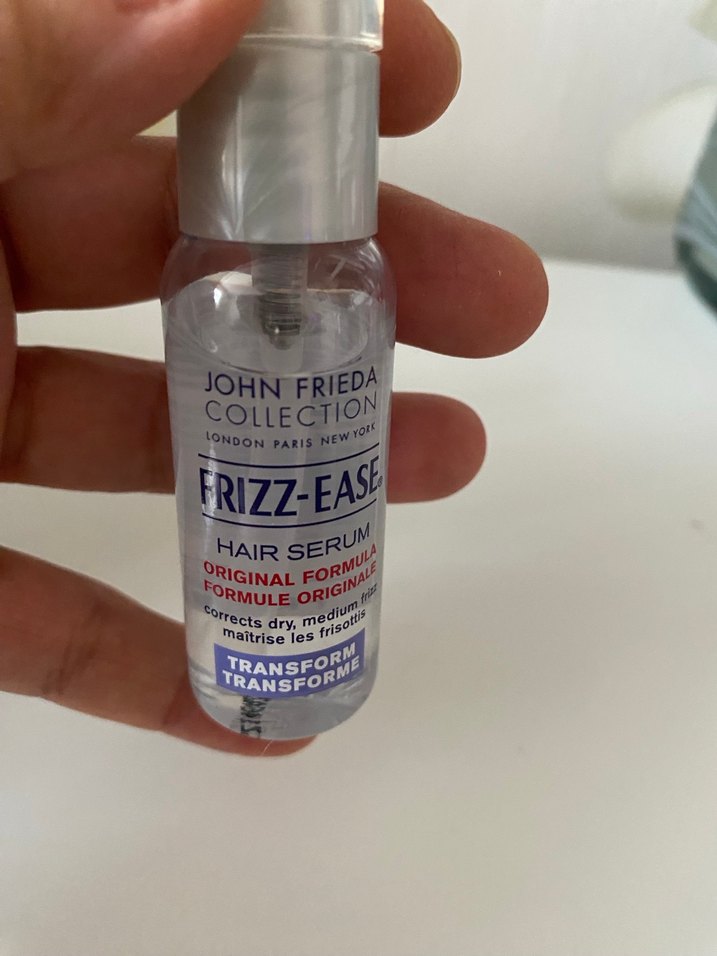 JOHN FRIEDA
COLLECTION
LONDON PARIS NEW YORK
FRIZZ-EASE®
HAIR SERUM
ORIGINAL FORMULA
FORMULE ORIGINALE
corrects dry, medium frizz
maîtrise les frisottis
TRANSFORM
TRANSFORME